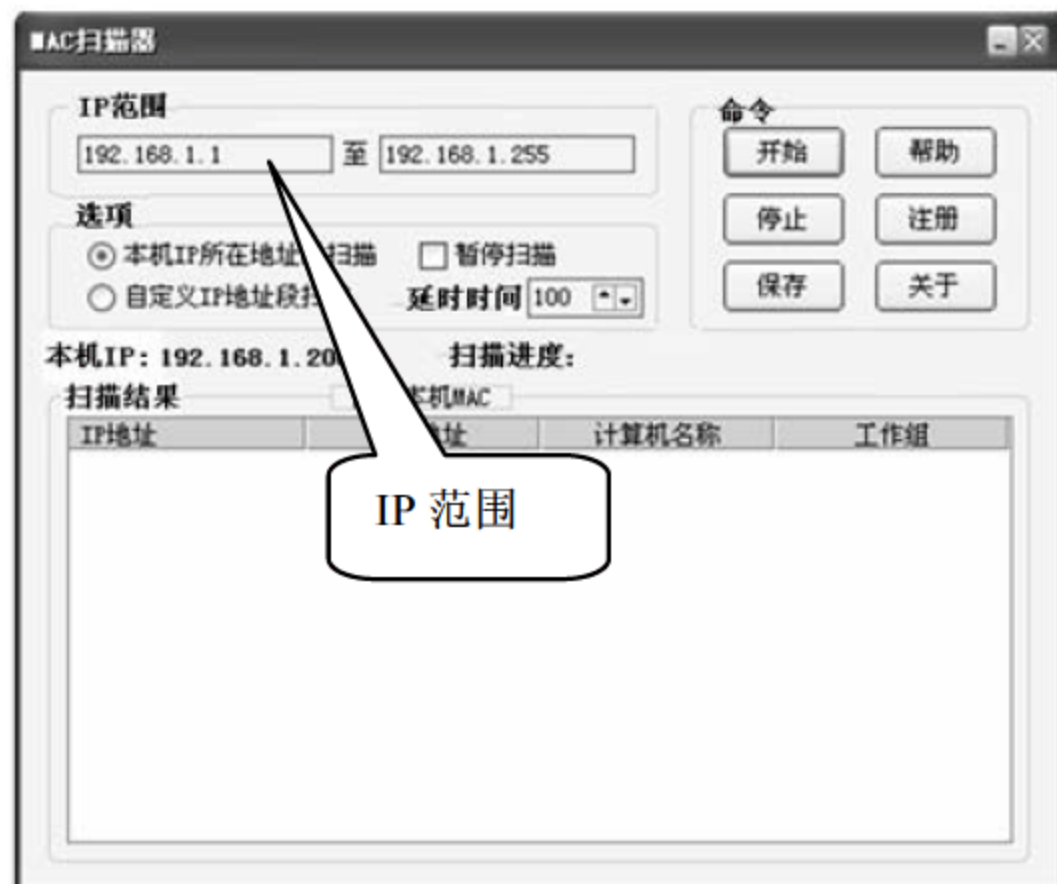 MAC扫描器
IP范围
192.168.1.1 至 192.168.1.255
选项
本机IP所在地址 扫描 暂停扫描
自定义IP地址段 延时时间 100
命令
开始 帮助
停止 注册
保存 关于
本机IP: 192.168.1.20 扫描进度:
扫描结果 本机MAC
IP地址 址 计算机名称 工作组
IP 范围